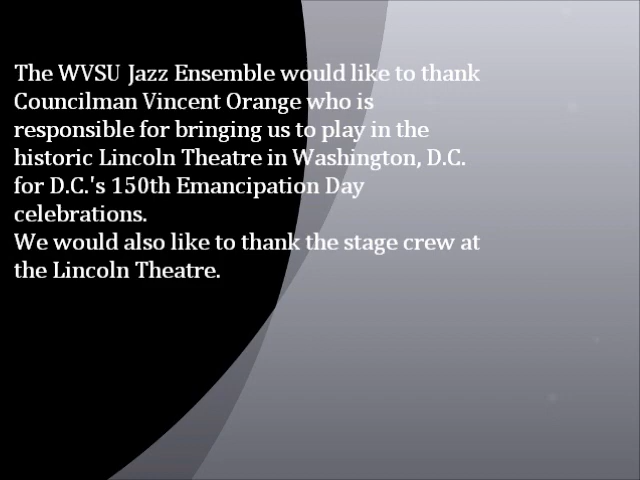 The WVSU Jazz Ensemble would like to thank
Councilman Vincent Orange who is
responsible for bringing us to play in the
historic Lincoln Theatre in Washington, D.C.
for D.C.'s 150th Emancipation Day
celebrations.
We would also like to thank the stage crew at
the Lincoln Theatre.